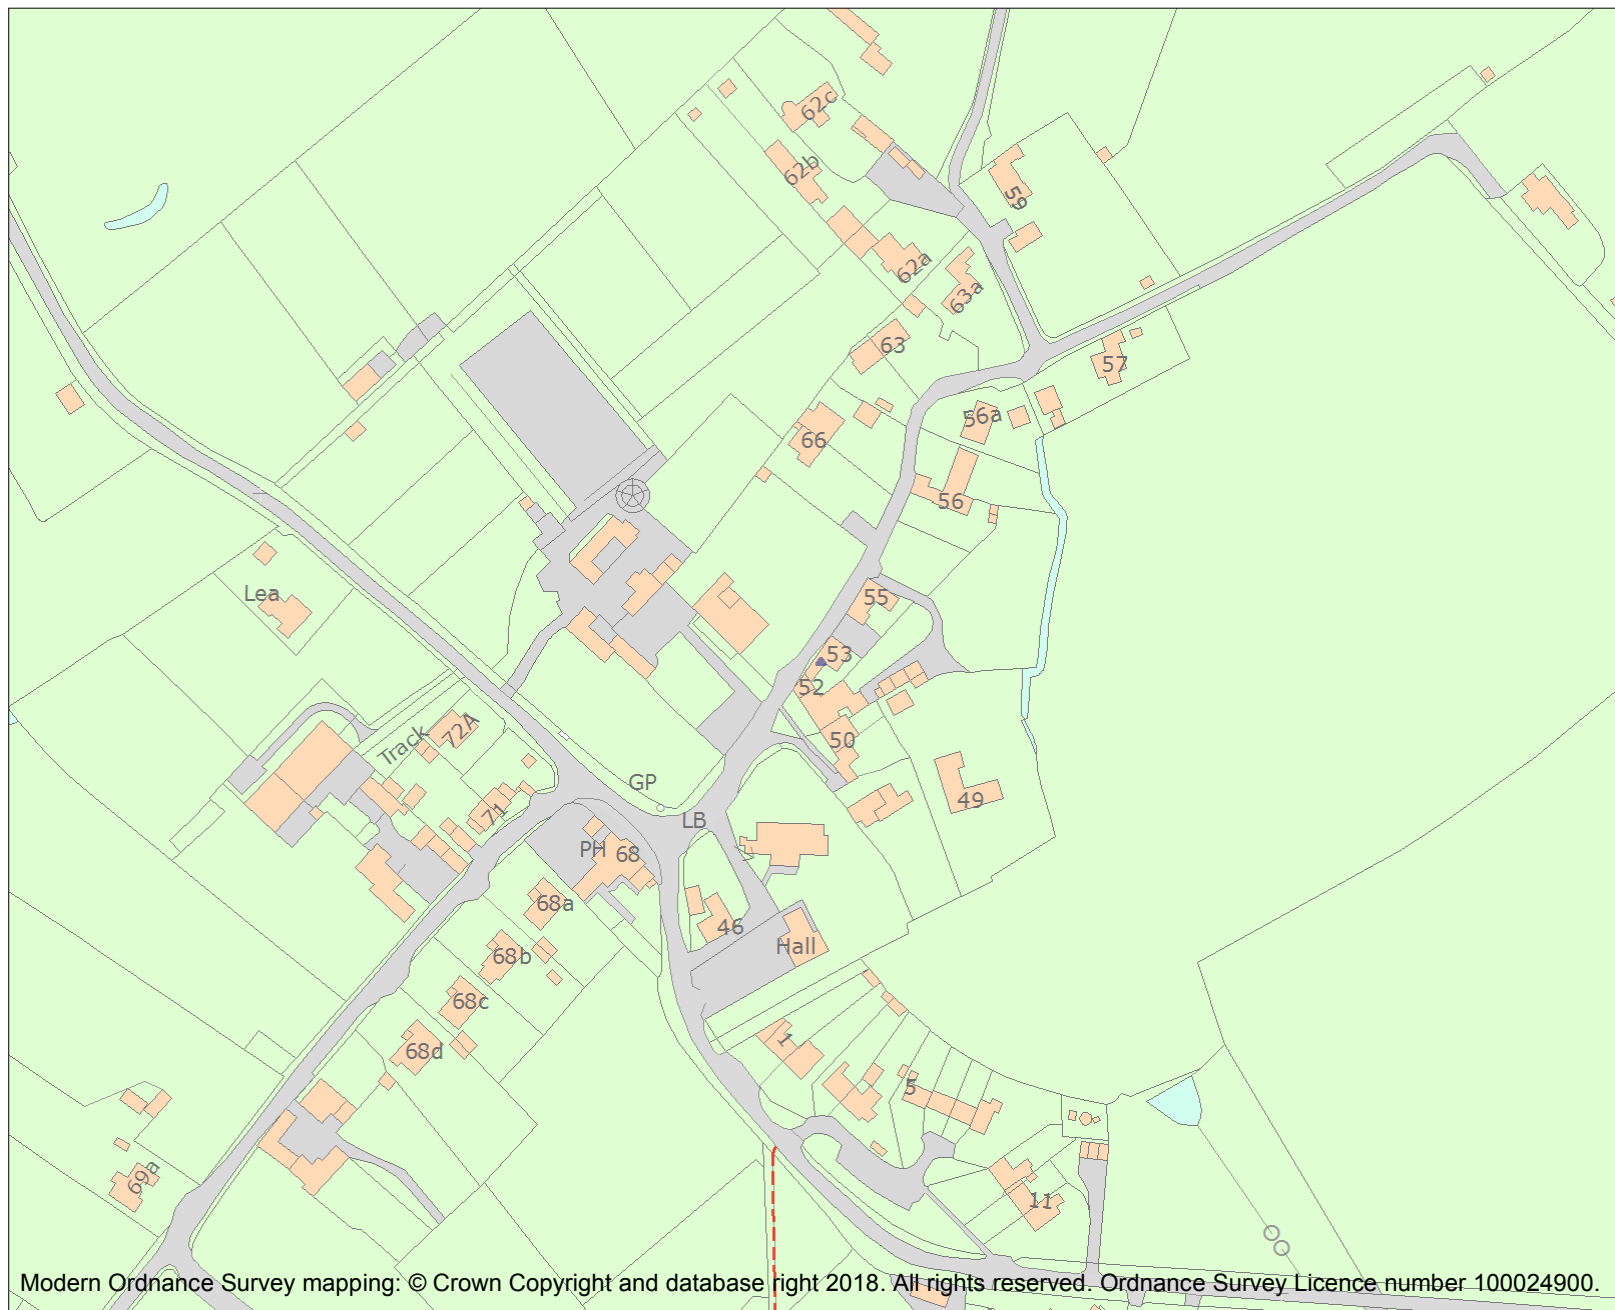 62c
62b
59
62a
63a
63
57
56a
66
56
Lea
55
53
52
72A
Track
50
GP
49
71
LB
PH 68
68a
46
Hall
68b
68c
1
68d
5
69a
11
Modern Ordnance Survey mapping: © Crown Copyright and database right 2018. All rights reserved. Ordnance Survey Licence number 100024900.